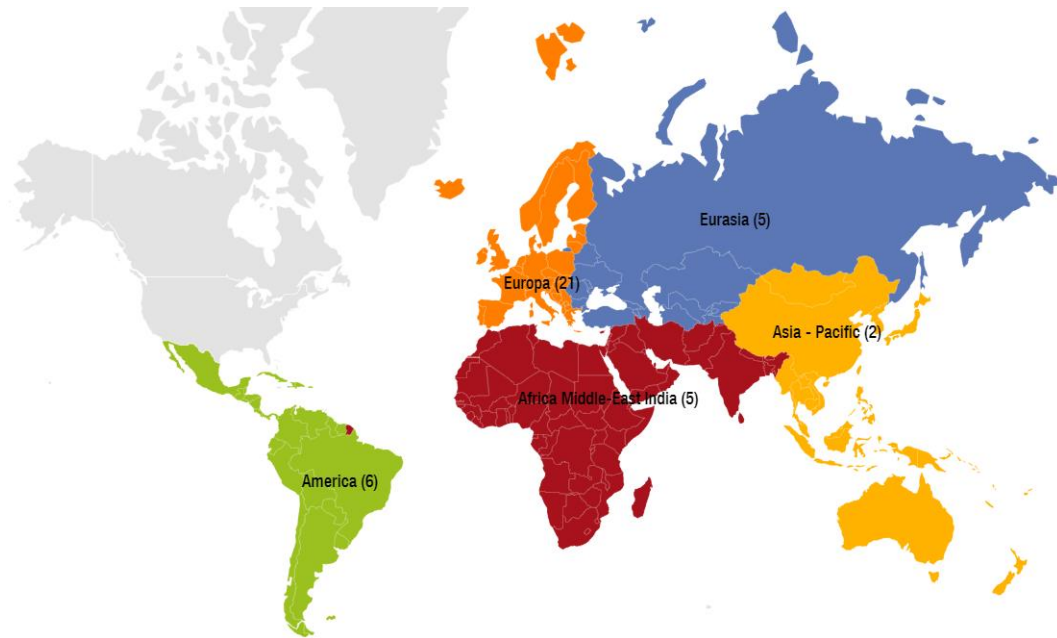 Eurasia (5)
Europa (21)
Asia - Pacific (2)
Africa Middle-East India (5)
America (6)